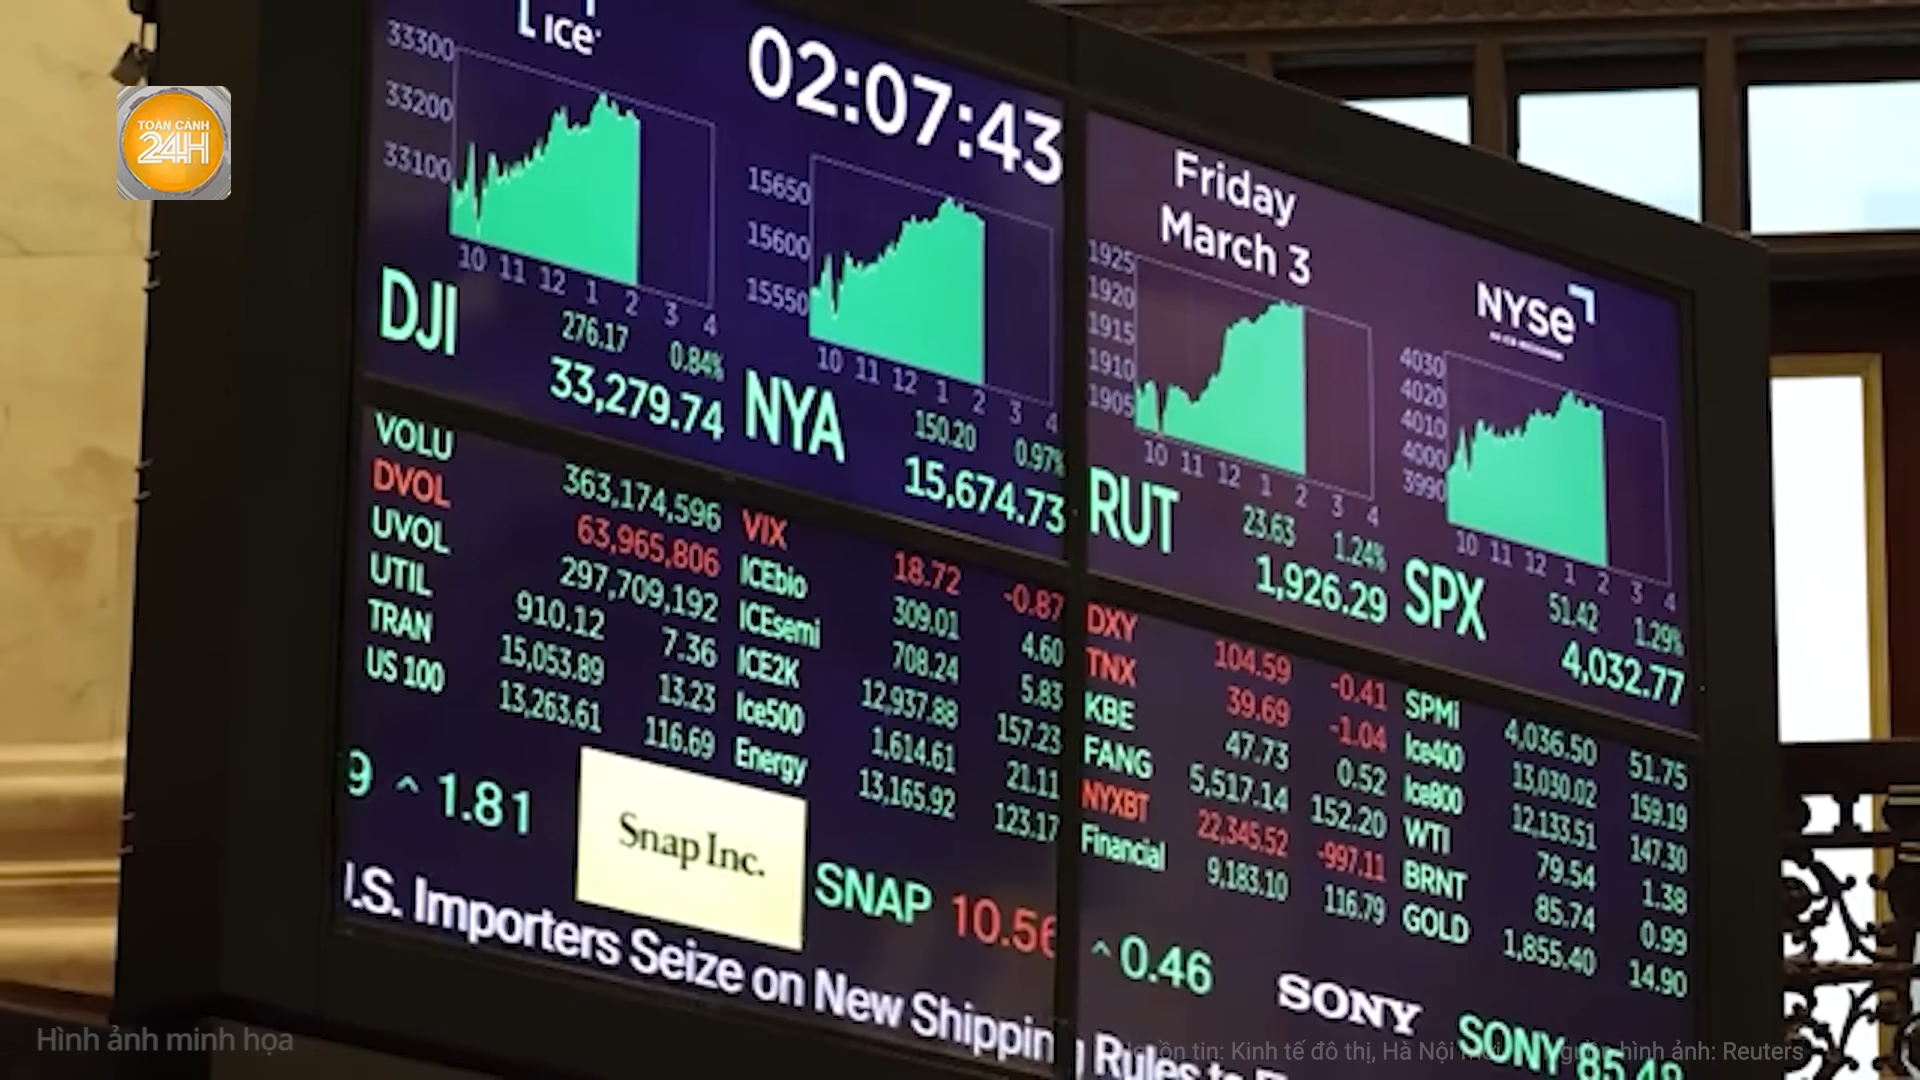 ICE
02:07:43
TOÀN CẢNH
24H
33300
33200
33100
10 11 12 1 2 3 4
DJI
276.17 0.84%
33,279.74
15650
15600
15550
10 11 12 1 2 3 4
NYA
150.20 0.97%
15,674.73
Friday
March 3
1925
1920
1915
1910
1905
10 11 12 1 2 3 4
RUT
23.63 1.24%
1,926.29
NYSE
4030
4020
4010
4000
3990
10 11 12 1 2 3 4
SPX
51.42 1.29%
4,032.77
VOLU 363,174,596
DVOL 63,965,806
UVOL 297,709,192
UTIL 910.12 7.36
TRAN 15,053.89 13.23
US 100 13,263.61 116.69
VIX 18.72 -0.87
ICEbio 309.01 4.60
ICEsemi 708.24 5.83
ICE2K 12,937.88 157.23
Ice500 1,614.61 21.11
Energy 13,165.92 123.17
DXY 104.59 -0.41
TNX 39.69 -1.04
KBE 47.73 0.52
FANG 5,517.14 152.20
NYXBT 22,345.52 -997.11
Financial 9,183.10 116.79
SPMI 4,036.50 51.75
Ice400 13,030.02 159.19
Ice800 12,133.51 147.30
WTI 79.54 1.38
BRNT 85.74 0.99
GOLD 1,855.40 14.90
9 ^ 1.81 Snap Inc. SNAP 10.56 ^ 0.46 SONY SONY 85.49
.S. Importers Seize on New Shipping Rules to
Hình ảnh minh họa
tin: Kinh tế đô thị, Hà Nội hình ảnh: Reuters